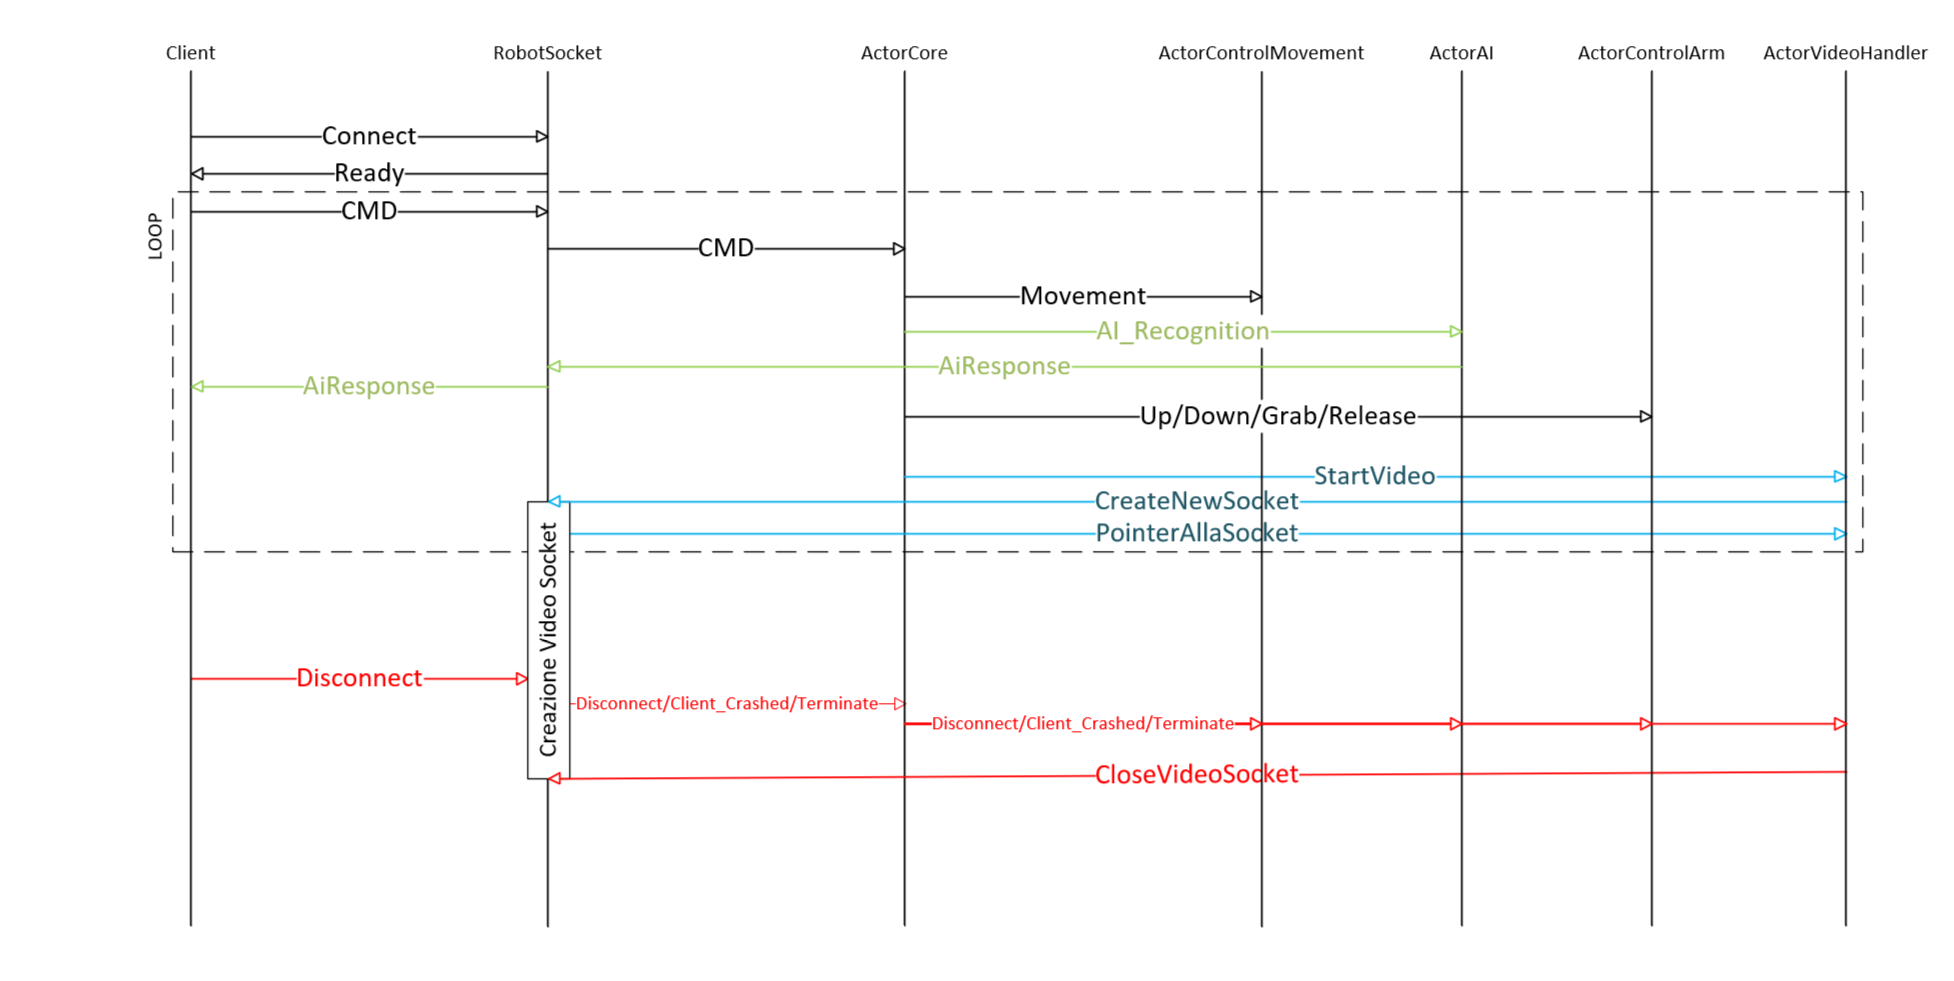 Client
RobotSocket
ActorCore
ActorControlMovement
ActorAI
ActorControlArm
ActorVideoHandler
Connect
Ready
LOOP
CMD
CMD
Movement
AI_Recognition
AiResponse
AiResponse
Up/Down/Grab/Release
StartVideo
CreateNewSocket
PointerAllaSocket
Creazione Video Socket
Disconnect
Disconnect/Client_Crashed/Terminate
Disconnect/Client_Crashed/Terminate
CloseVideoSocket